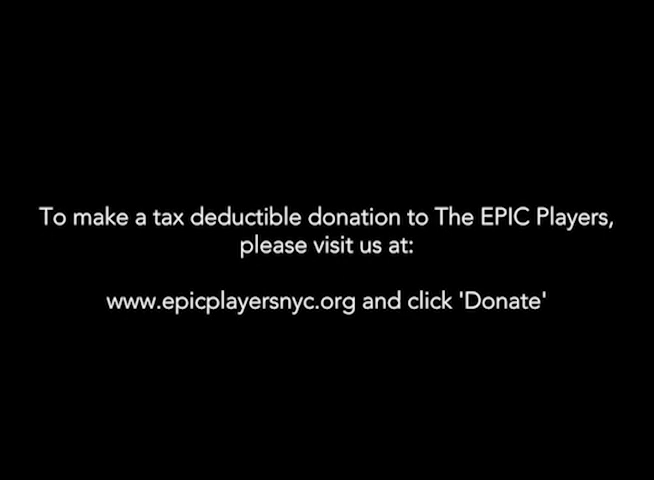 To make a tax deductible donation to The EPIC Players,
please visit us at:
www.epicplayersnyc.org and click 'Donate'